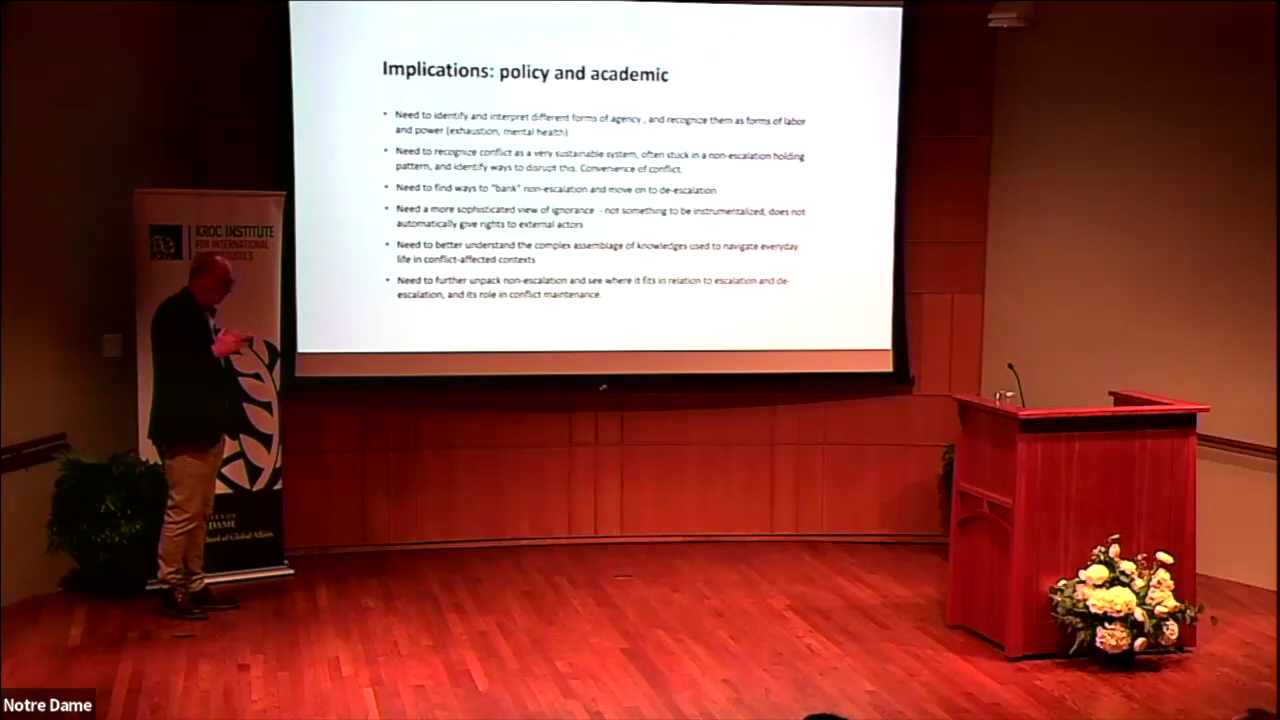 Implications: policy and academic
• Need to identify and interpret different forms of agency , and recognize them as forms of labor
and power (exhaustion, mental health)
• Need to recognize conflict as a very sustainable system, often stuck in a non-escalation holding
pattern, and identify ways to disrupt this. Convenience of conflict.
• Need to find ways to "bank" non-escalation and move on to de-escalation
• Need a more sophisticated view of ignorance - not something to be instrumentalized, does not
automatically give rights to external actors
• Need to better understand the complex assemblage of knowledges used to navigate everyday
life in conflict-affected contexts
• Need to further unpack non-escalation and see where it fits in relation to escalation and de-
escalation, and its role in conflict maintenance.
KROC INSTITUTE
FOR INTERNATIONAL
DAME
of Global Affairs
Notre Dame